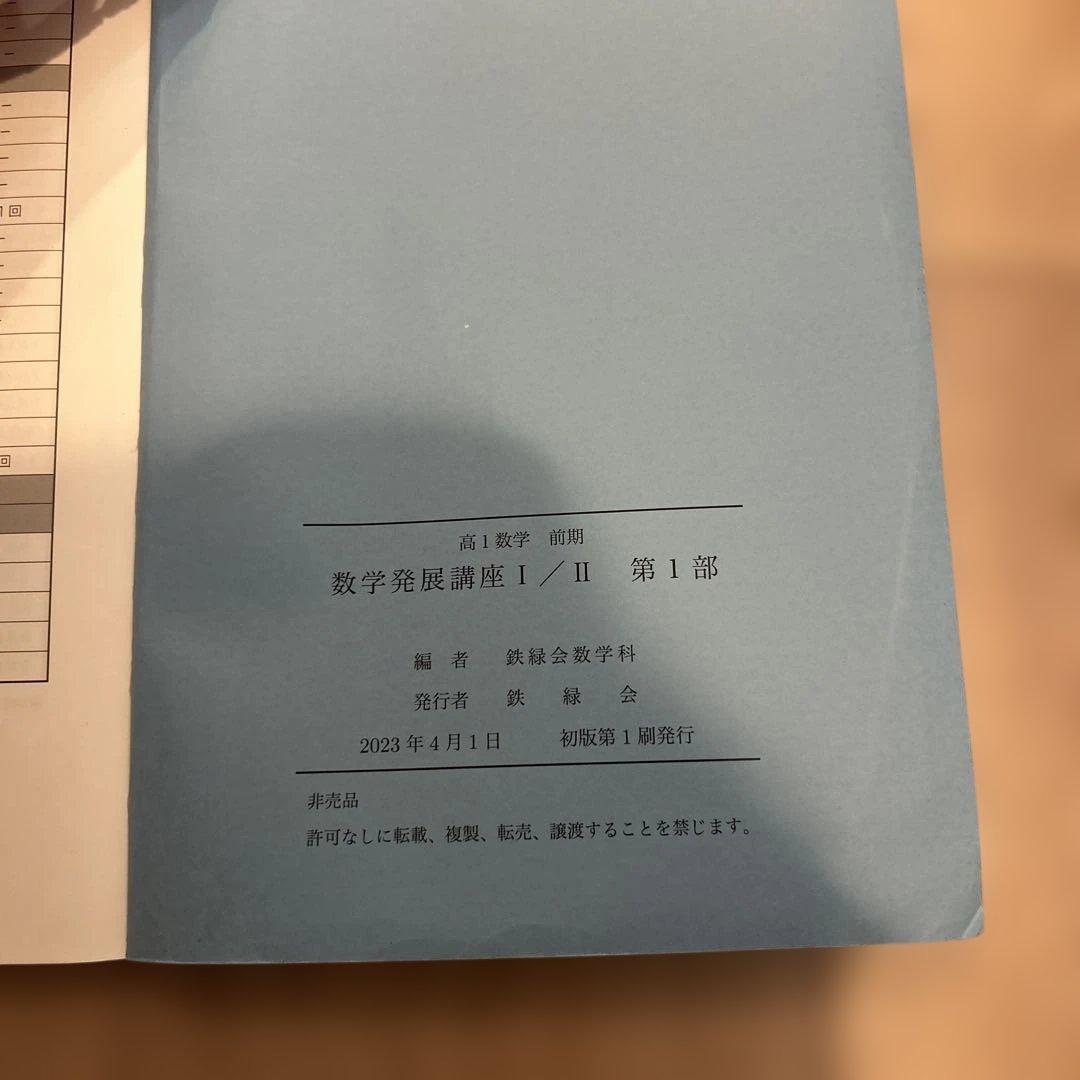 1回
回
高1数学 前期
数学発展講座Ⅰ/Ⅱ 第1部
編 者 鉄緑会数学科
発行者 鉄 緑 会
2023年4月1日 初版第1刷発行
非売品
許可なしに転載、複製、転売、譲渡することを禁じます。